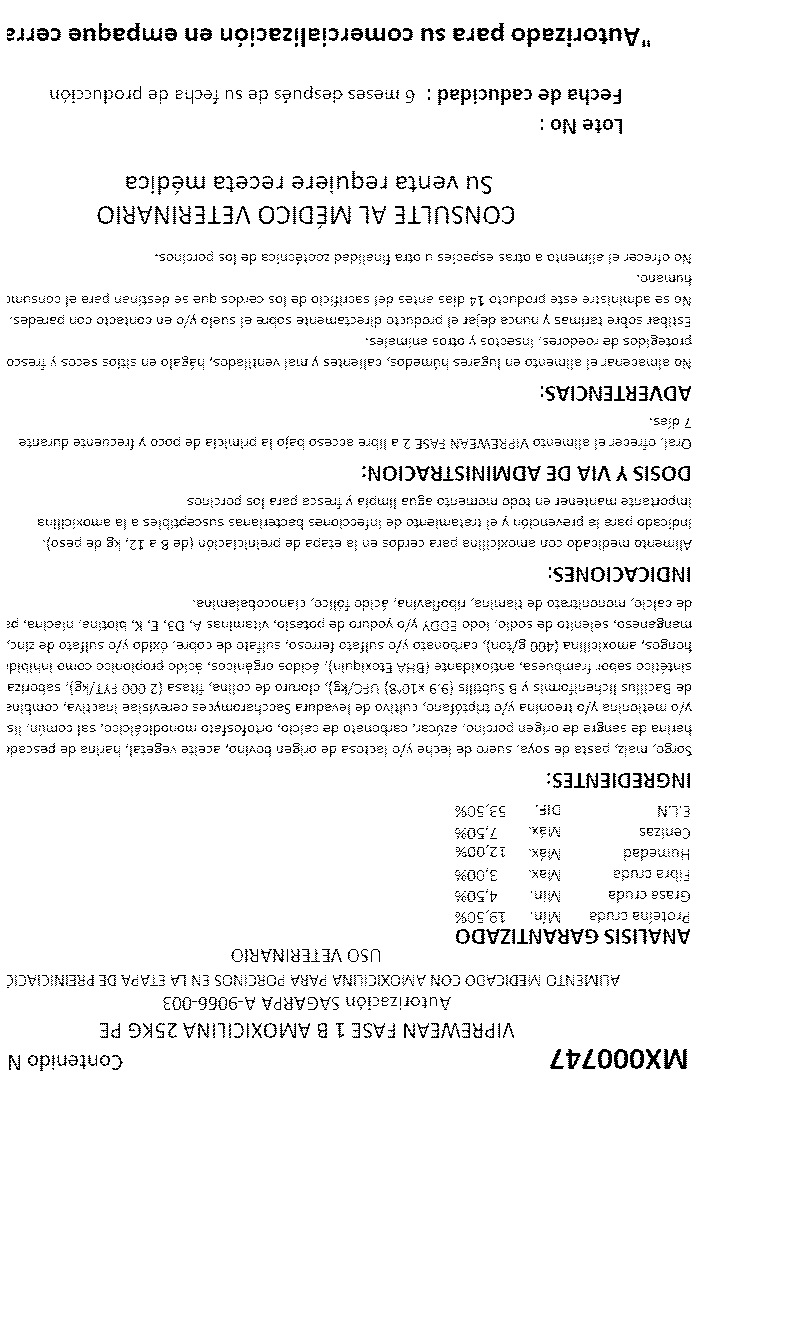 MX000747 Contenido N
VIPREWEAN FASE 1 B AMOXICILINA 25KG PE
Autorización SAGARPA A-9066-003
ALIMENTO MEDICADO CON AMOXICILINA PARA PORCINOS EN LA ETAPA DE PREINICIACIÓ
USO VETERINARIO
ANALISIS GARANTIZADO
Proteína cruda Mín. 19,50%
Grasa cruda Mín. 4,50%
Fibra cruda Máx. 3,00%
Humedad Máx. 12,00%
Cenizas Máx. 7,50%
E.L.N DIF. 53,50%
INGREDIENTES:
Sorgo, maíz, pasta de soya, suero de leche y/o lactosa de origen bovino, aceite vegetal, harina de pescado
harina de sangre de origen porcino, azúcar, carbonato de calcio, ortofosfato monodicálcico, sal común, lis
y/o metionina y/o treonina y/o triptófano, cultivo de levadura Saccharomyces cerevisiae inactiva, combina
de Bacillus licheniformis y B Subtilis (9.9 x10^8) UFC/kg), cloruro de colina, fitasa (2 000 FYT/kg), saboriza
sintético sabor frambuesa, antioxidante (BHA Etoxiquin), ácidos orgánicos, ácido propiónico como inhibid
hongos, amoxicilina (400 g/ton), carbonato y/o sulfato ferroso, sulfato de cobre, óxido y/o sulfato de zinc,
manganeso, selenito de sodio, Iodo EDDY y/o yoduro de potasio, vitaminas A, D3, E, K, biotina, niacina, pa
de calcio, mononitrato de tiamina, riboflavina, ácido fólico, cianocobalamina.
INDICACIONES:
Alimento medicado con amoxicilina para cerdos en la etapa de preiniciación (de 8 a 12, kg de peso).
Indicado para la prevención y el tratamiento de infecciones bacterianas susceptibles a la amoxicilina
Importante mantener en todo momento agua limpia y fresca para los porcinos
DOSIS Y VIA DE ADMINISTRACION:
Oral, ofrecer el alimento VIPREWEAN FASE 2 a libre acceso bajo la primicia de poco y frecuente durante
7 días.
ADVERTENCIAS:
No almacenar el alimento en lugares húmedos, calientes y mal ventilados, hágalo en sitios secos y fresco
protegidos de roedores, insectos y otros animales.
Estibar sobre tarimas y nunca dejar el producto directamente sobre el suelo y/o en contacto con paredes.
No se administre este producto 14 días antes del sacrificio de los cerdos que se destinan para el consumo
humano.
No ofrecer el alimento a otras especies u otra finalidad zootécnica de los porcinos.
CONSULTE AL MÉDICO VETERINARIO
Su venta requiere receta médica
Lote No :
Fecha de caducidad : 6 meses después de su fecha de producción
"Autorizado para su comercialización en empaque cerra